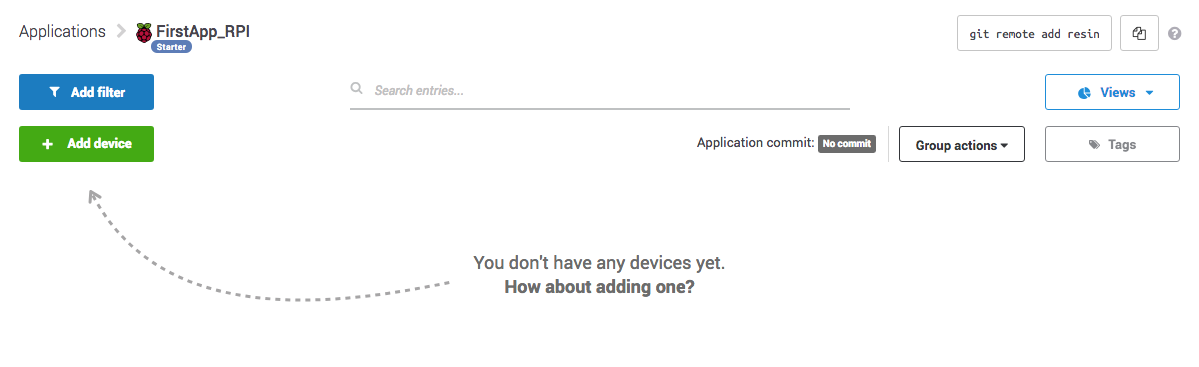 Applications FirstApp_RPI
Starter
git remote add resin
Add filter
Search entries...
Views
Add device
Application commit: No commit
Group actions
Tags
You don't have any devices yet.
How about adding one?